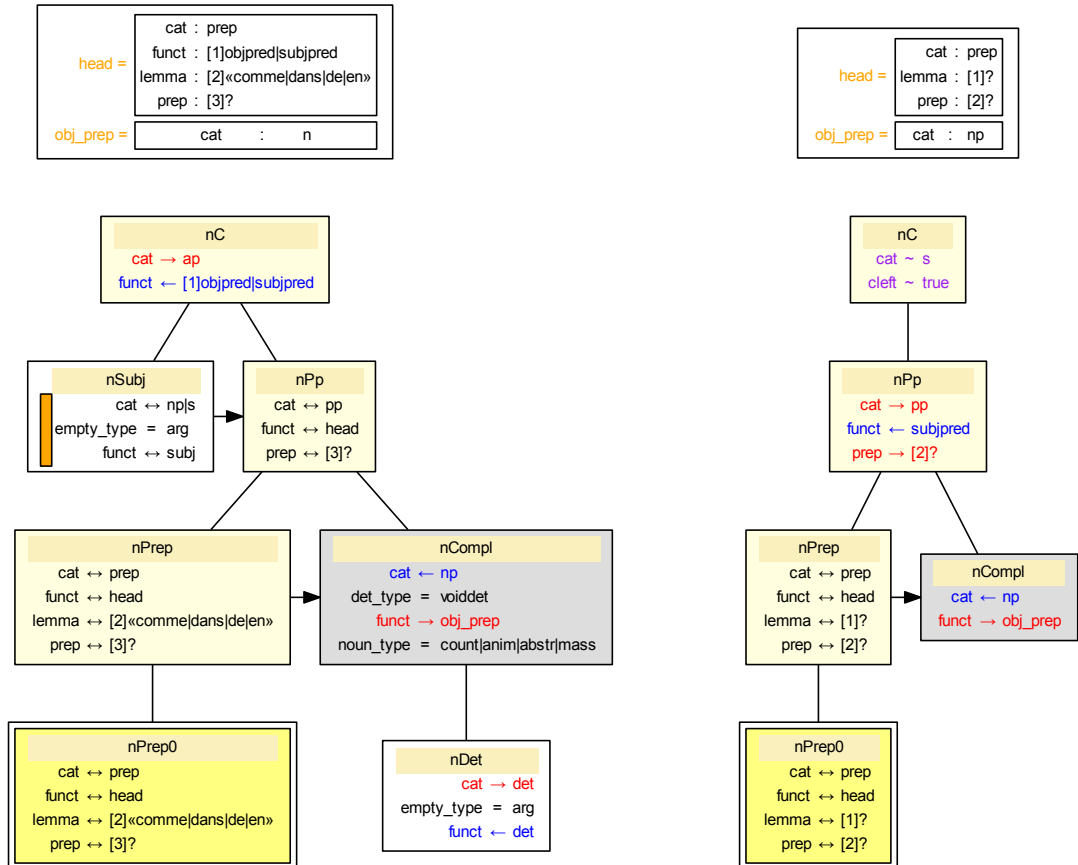 head =
cat : prep
funct : [1]objpred|subjpred
lemma : [2]«comme|dans|de|en»
prep : [3]?
obj_prep =
cat : n
nC
cat → ap
funct ← [1]objpred|subjpred
nSubj
cat ↔ np|s
empty_type = arg
funct ↔ subj
nPp
cat ↔ pp
funct ↔ head
prep ↔ [3]?
nPrep
cat ↔ prep
funct ↔ head
lemma ↔ [2]«comme|dans|de|en»
prep ↔ [3]?
nCompl
cat ← np
det_type = voiddet
funct → obj_prep
noun_type = count|anim|abstr|mass
nPrep0
cat ↔ prep
funct ↔ head
lemma ↔ [2]«comme|dans|de|en»
prep ↔ [3]?
nDet
cat → det
empty_type = arg
funct ← det
head =
cat : prep
lemma : [1]?
prep : [2]?
obj_prep =
cat : np
nC
cat ~ s
cleft ~ true
nPp
cat → pp
funct ← subjpred
prep → [2]?
nPrep
cat ↔ prep
funct ↔ head
lemma ↔ [1]?
prep ↔ [2]?
nCompl
cat ← np
funct → obj_prep
nPrep0
cat ↔ prep
funct ↔ head
lemma ↔ [1]?
prep ↔ [2]?